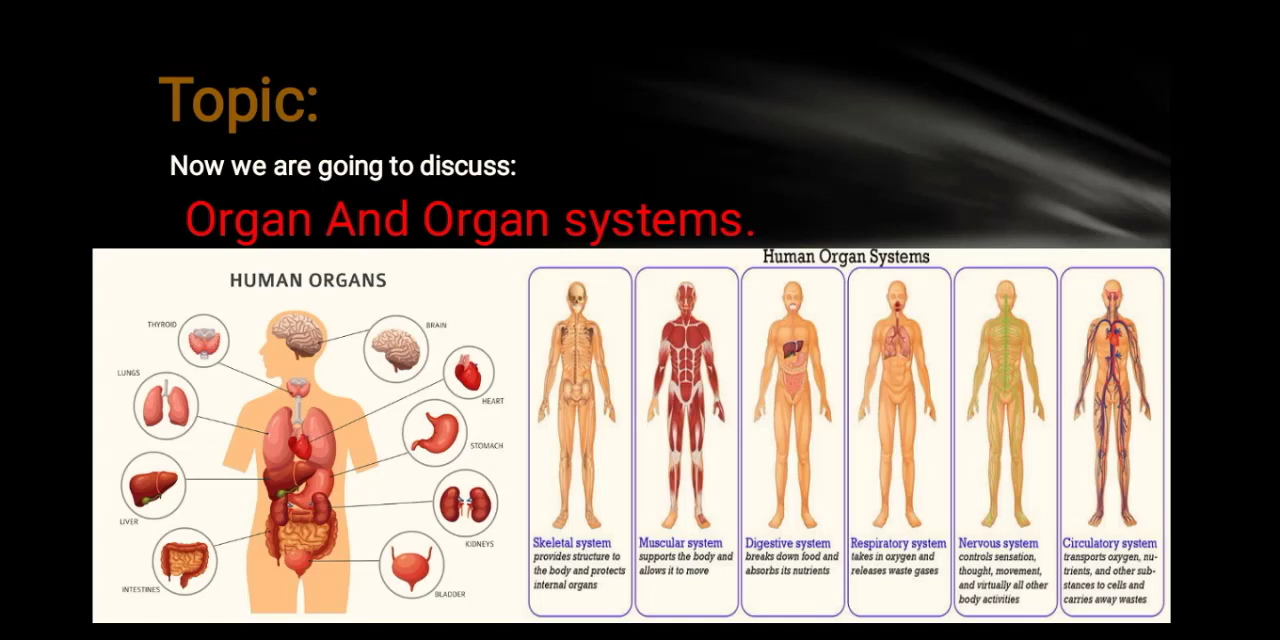 Topic:
Now we are going to discuss:
Organ And Organ systems.
HUMAN ORGANS
THYROID
BRAIN
LUNGS
HEART
STOMACH
LIVER
KIDNEYS
INTESTINES
BLADDER
Human Organ Systems
Skeletal system
provides structure to
the body and protects
internal organs
Muscular system
supports the body and
allows it to move
Digestive system
breaks down food and
absorbs its nutrients
Respiratory system
takes in oxygen and
releases waste gases
Nervous system
controls sensation,
thought, movement,
and virtually all other
body activities
Circulatory system
transports oxygen, nu-
trients, and other sub-
stances to cells and
carries away wastes